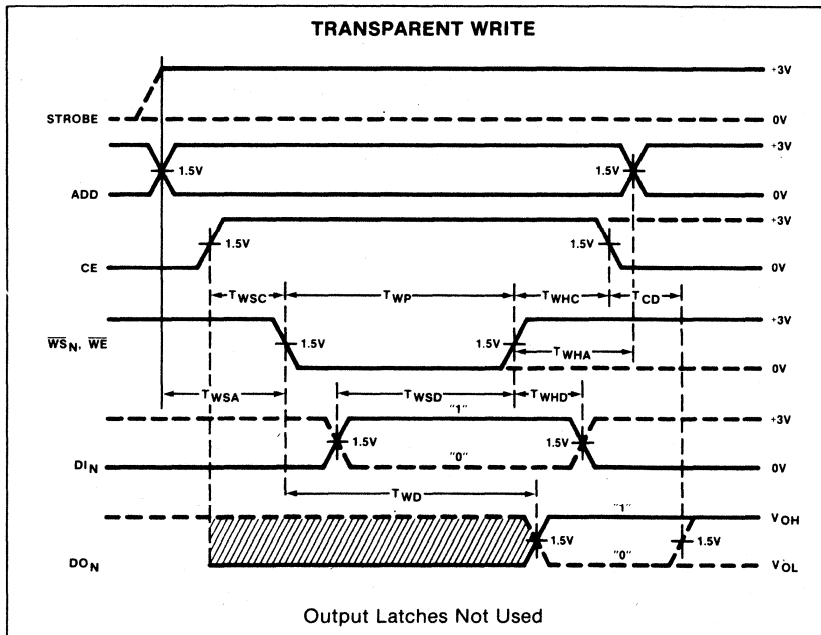 TRANSPARENT WRITE
+3V
STROBE
0V
+3V
1.5V
1.5V
ADD
0V
+3V
1.5V
1.5V
CE
0V
TWSC
TWP
TWHC
TCD
+3V
WSN, WE
1.5V
1.5V
TWHA
0V
TWSA
TWSD
TWHD
"1"
+3V
1.5V
1.5V
"0"
DIN
0V
TWD
"1"
VOH
1.5V
1.5V
"0"
DON
VOL
Output Latches Not Used